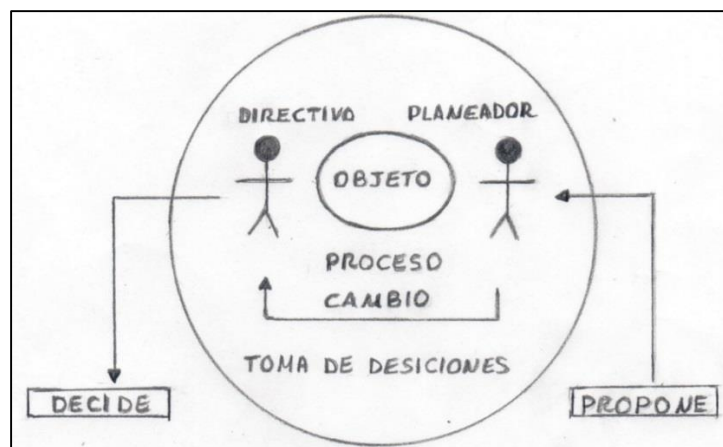 DIRECTIVO PLANEADOR
OBJETO
PROCESO
CAMBIO
TOMA DE DESICIONES
DECIDE PROPONE